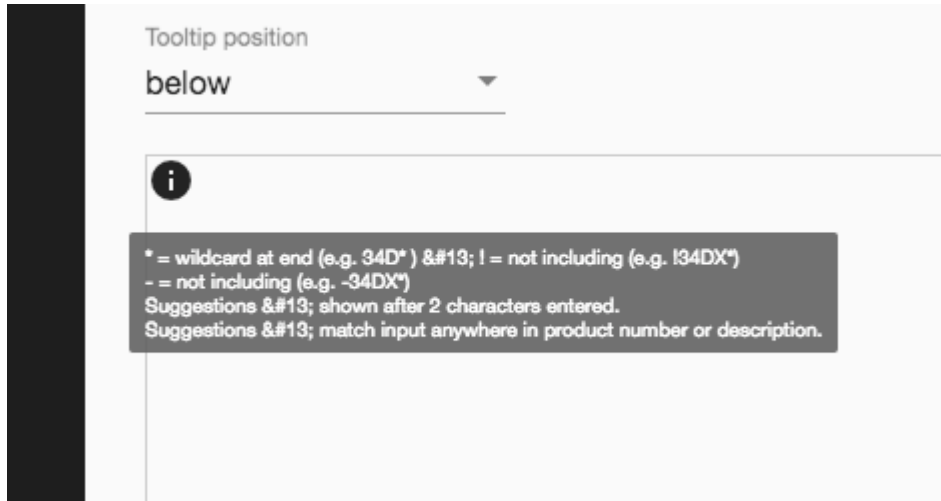 Tooltip position
below
i
* = wildcard at end (e.g. 34D* ) &#13; ! = not including (e.g. !34DX*)
- = not including (e.g. -34DX*)
Suggestions &#13; shown after 2 characters entered.
Suggestions &#13; match input anywhere in product number or description.